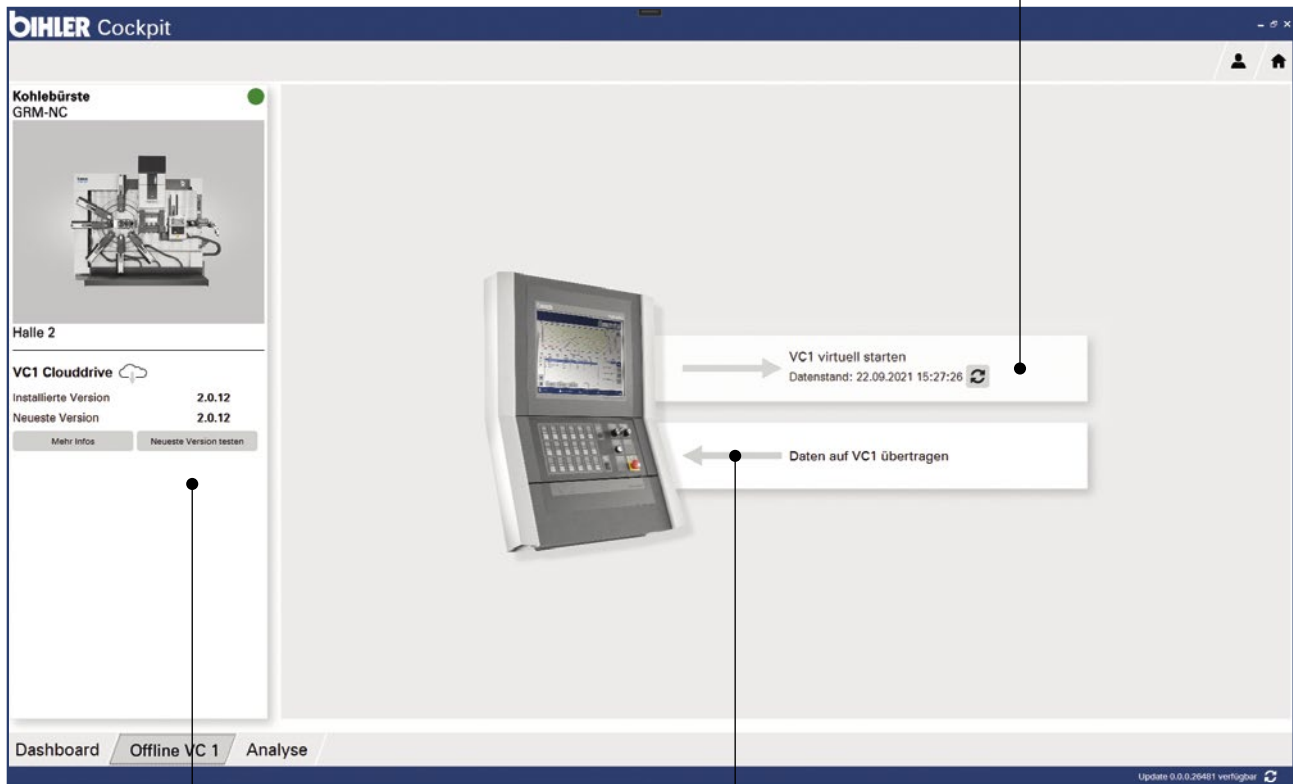 BIHLER Cockpit
Kohlebürste
GRM-NC
Halle 2
VC1 Clouddrive
Installierte Version 2.0.12
Neueste Version 2.0.12
Mehr Infos Neueste Version testen
VC1 virtuell starten
Datenstand: 22.09.2021 15:27:26
Daten auf VC1 übertragen
Dashboard Offline VC 1 Analyse
Update 0.0.0.26481 verfügbar